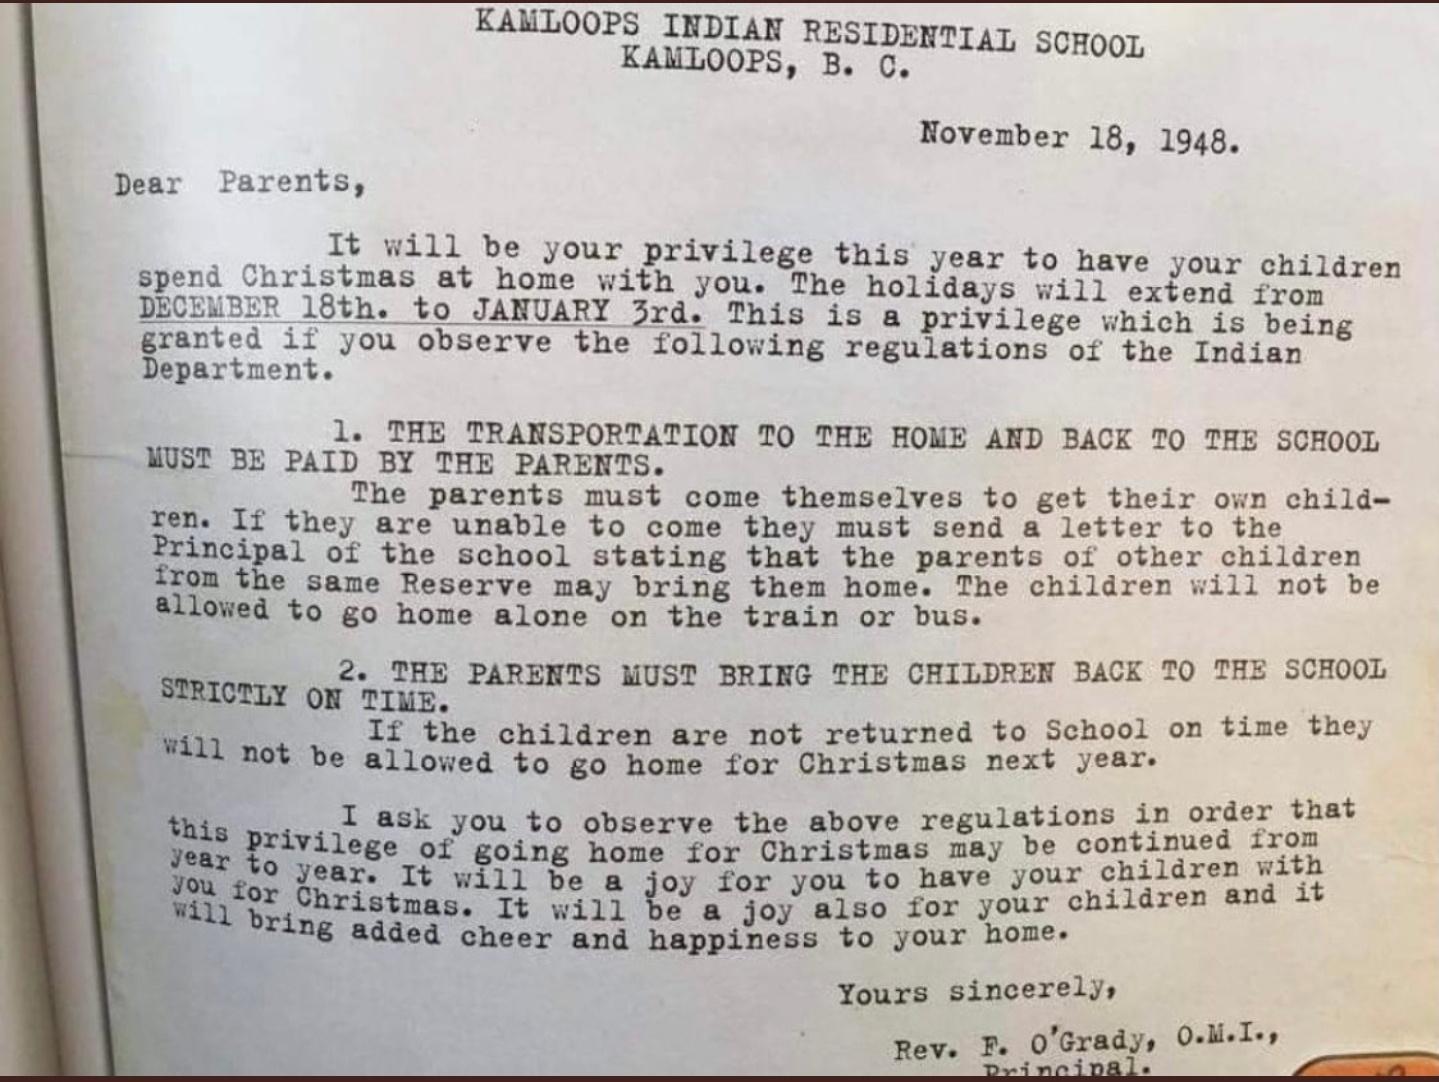 KAMLOOPS INDIAN RESIDENTIAL SCHOOL
KAMLOOPS, B. C.
November 18, 1948.
Dear Parents,
It will be your privilege this year to have your children
spend Christmas at home with you. The holidays will extend from
DECEMBER 18th. to JANUARY 3rd. This is a privilege which is being
granted if you observe the following regulations of the Indian
Department.
1. THE TRANSPORTATION TO THE HOME AND BACK TO THE SCHOOL
MUST BE PAID BY THE PARENTS.
The parents must come themselves to get their own child-
ren. If they are unable to come they must send a letter to the
Principal of the school stating that the parents of other children
from the same Reserve may bring them home. The children will not be
allowed to go home alone on the train or bus.
2. THE PARENTS MUST BRING THE CHILDREN BACK TO THE SCHOOL
STRICTLY ON TIME.
If the children are not returned to School on time they
will not be allowed to go home for Christmas next year.
I ask you to observe the above regulations in order that
this privilege of going home for Christmas may be continued from
year to year. It will be a joy for you to have your children with
you for Christmas. It will be a joy also for your children and it
will bring added cheer and happiness to your home.
Yours sincerely,
Rev. F. O'Grady, O.M.I.,
Principal.